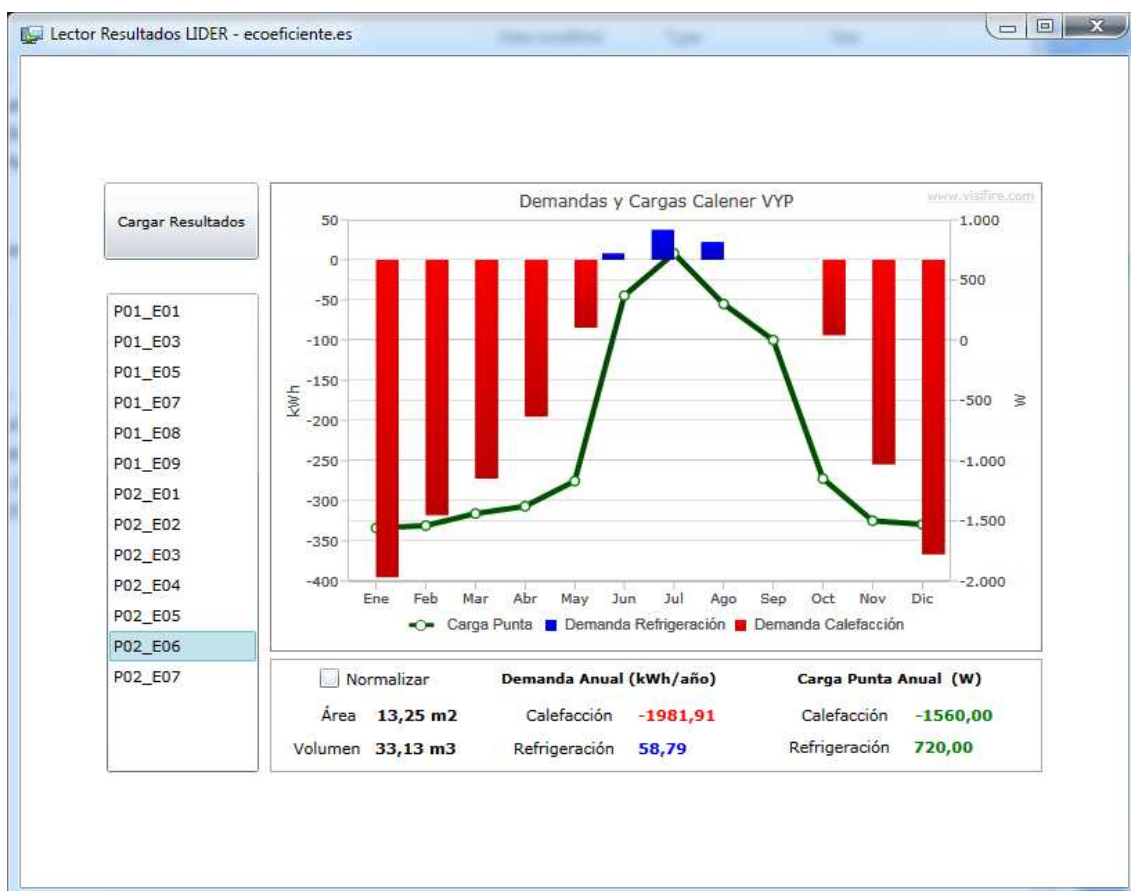 Lector Resultados LIDER - ecoeficiente.es
Cargar Resultados
P01_E01
P01_E03
P01_E05
P01_E07
P01_E08
P01_E09
P02_E01
P02_E02
P02_E03
P02_E04
P02_E05
P02_E06
P02_E07
Demandas y Cargas Calener VYP
www.visifire.com
50
0
-50
-100
-150
-200
-250
-300
-350
-400
kWh
1.000
500
0
-500
-1.000
-1.500
-2.000
W
Ene Feb Mar Abr May Jun Jul Ago Sep Oct Nov Dic
Carga Punta Demanda Refrigeración Demanda Calefacción
Normalizar Demanda Anual (kWh/año) Carga Punta Anual (W)
Área 13,25 m2 Calefacción -1981,91 Calefacción -1560,00
Volumen 33,13 m3 Refrigeración 58,79 Refrigeración 720,00